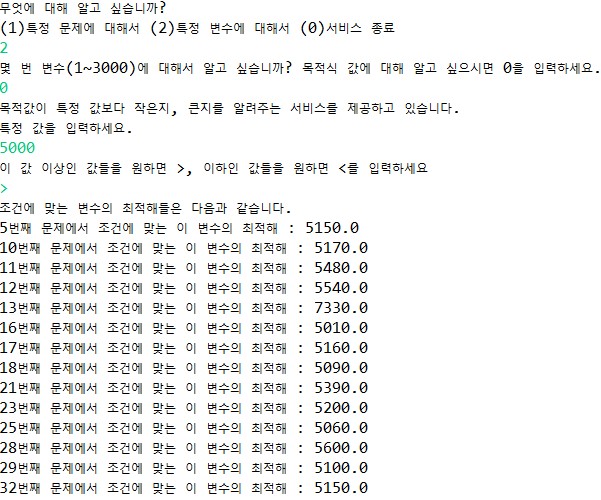 무엇에 대해 알고 싶습니까?
(1)특정 문제에 대해서 (2)특정 변수에 대해서 (0)서비스 종료
2
몇 번 변수(1~3000)에 대해서 알고 싶습니까? 목적식 값에 대해 알고 싶으시면 0을 입력하세요.
0
목적값이 특정 값보다 작은지, 큰지를 알려주는 서비스를 제공하고 있습니다.
특정 값을 입력하세요.
5000
이 값 이상인 값들을 원하면 >, 이하인 값들을 원하면 <를 입력하세요
>
조건에 맞는 변수의 최적해들은 다음과 같습니다.
5번째 문제에서 조건에 맞는 이 변수의 최적해 : 5150.0
10번째 문제에서 조건에 맞는 이 변수의 최적해 : 5170.0
11번째 문제에서 조건에 맞는 이 변수의 최적해 : 5480.0
12번째 문제에서 조건에 맞는 이 변수의 최적해 : 5540.0
13번째 문제에서 조건에 맞는 이 변수의 최적해 : 7330.0
16번째 문제에서 조건에 맞는 이 변수의 최적해 : 5010.0
17번째 문제에서 조건에 맞는 이 변수의 최적해 : 5160.0
18번째 문제에서 조건에 맞는 이 변수의 최적해 : 5090.0
21번째 문제에서 조건에 맞는 이 변수의 최적해 : 5390.0
23번째 문제에서 조건에 맞는 이 변수의 최적해 : 5200.0
25번째 문제에서 조건에 맞는 이 변수의 최적해 : 5060.0
28번째 문제에서 조건에 맞는 이 변수의 최적해 : 5600.0
29번째 문제에서 조건에 맞는 이 변수의 최적해 : 5100.0
32번째 문제에서 조건에 맞는 이 변수의 최적해 : 5150.0